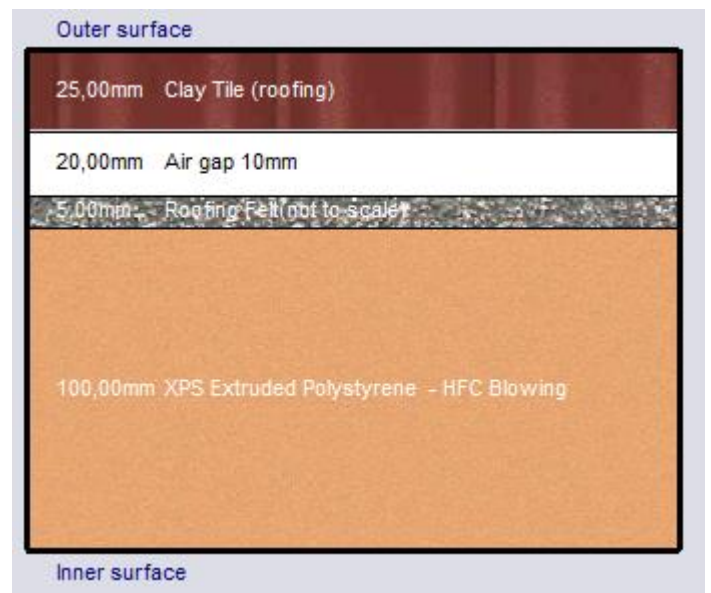 Outer surface
25,00mm Clay Tile (roofing)
20,00mm Air gap 10mm
5,00mm Roofing Felt(not to scale)
100,00mm XPS Extruded Polystyrene - HFC Blowing
Inner surface